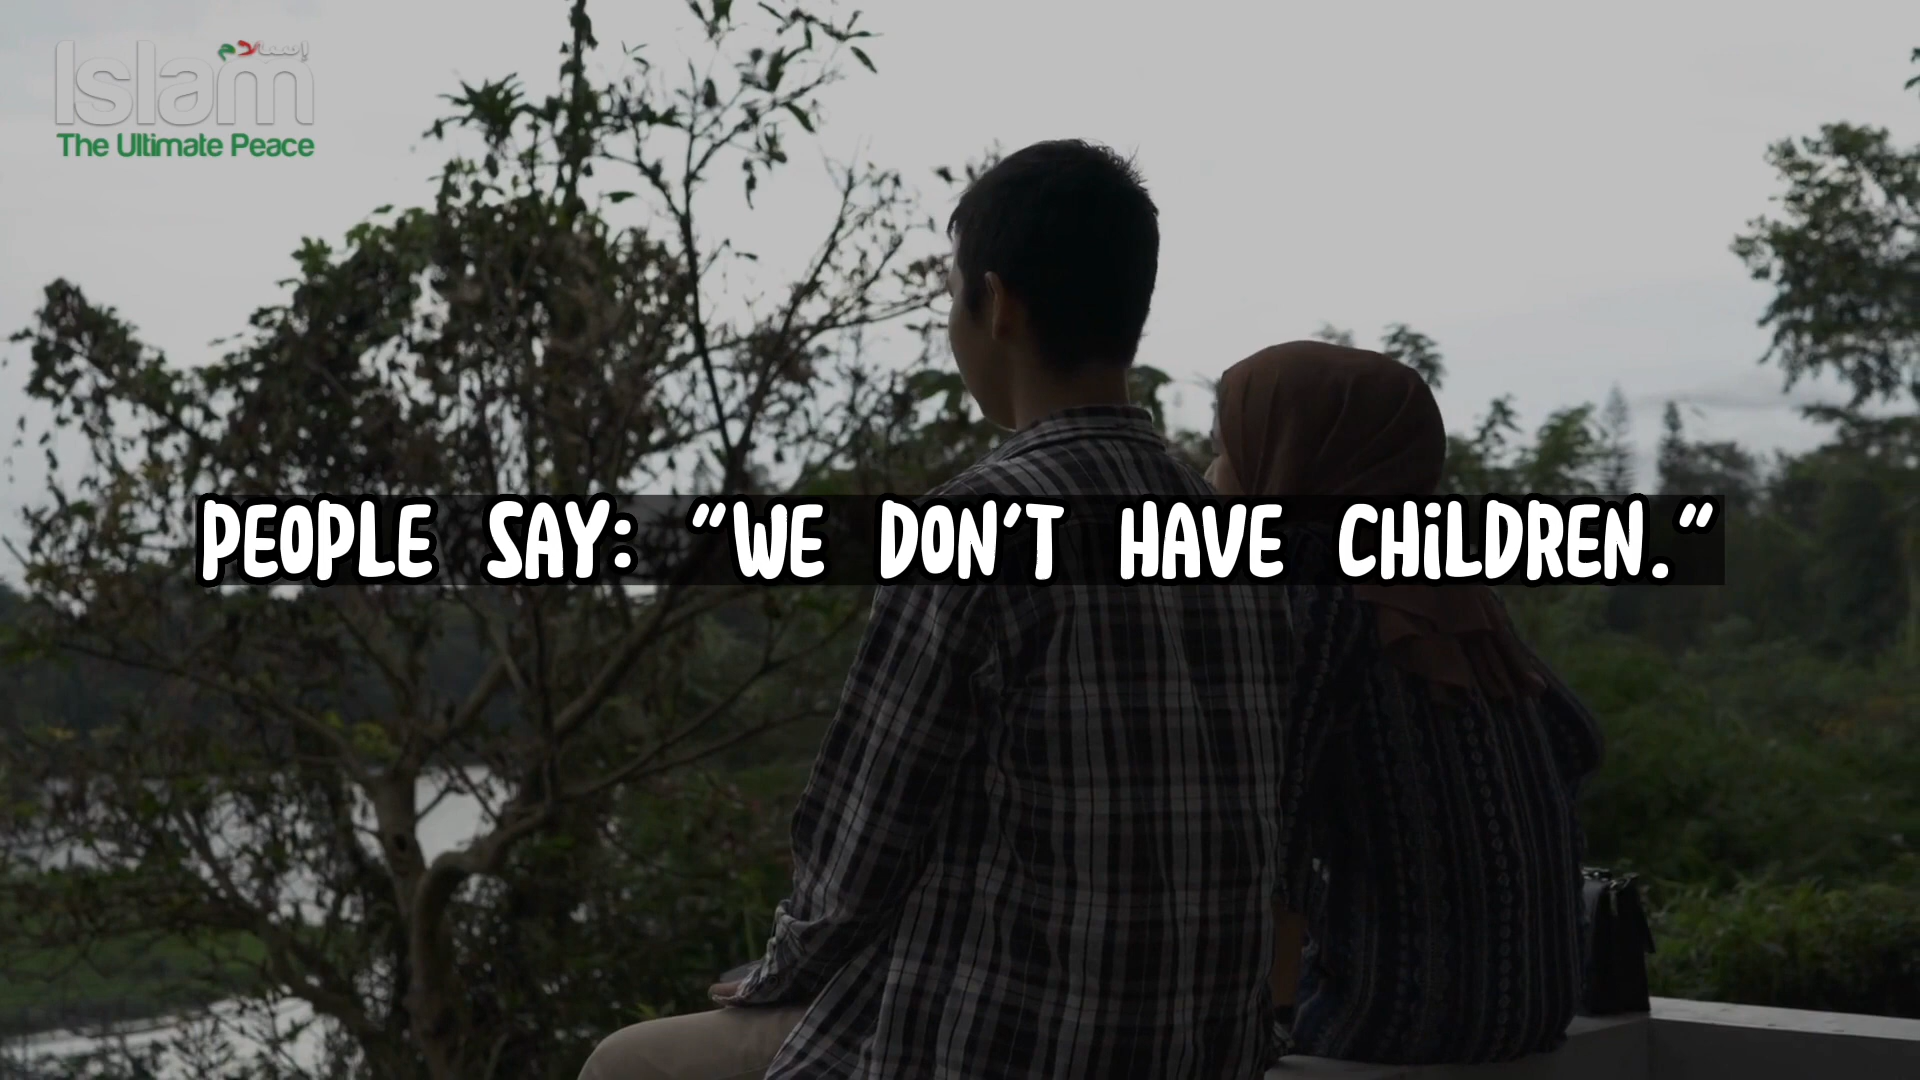 إسلام
Islam
The Ultimate Peace
PEOPLE SAY: "WE DON'T HAVE CHiLDREN."